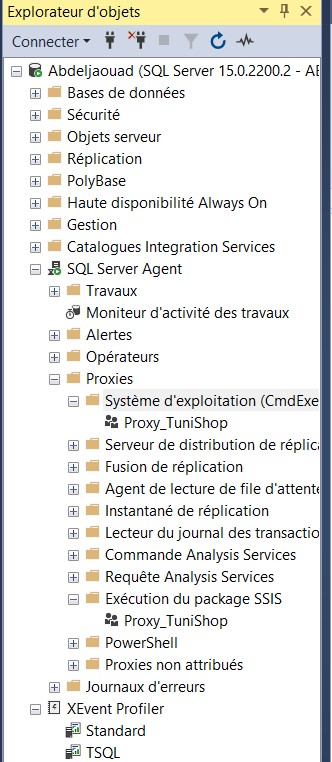 Explorateur d'objets
Connecter
Abdeljaouad (SQL Server 15.0.2200.2 - AB
Bases de données
Sécurité
Objets serveur
Réplication
PolyBase
Haute disponibilité Always On
Gestion
Catalogues Integration Services
SQL Server Agent
Travaux
Moniteur d'activité des travaux
Alertes
Opérateurs
Proxies
Système d'exploitation (CmdExe
Proxy_TuniShop
Serveur de distribution de réplica
Fusion de réplication
Agent de lecture de file d'attente
Instantané de réplication
Lecteur du journal des transactio
Commande Analysis Services
Requête Analysis Services
Exécution du package SSIS
Proxy_TuniShop
PowerShell
Proxies non attribués
Journaux d'erreurs
XEvent Profiler
Standard
TSQL